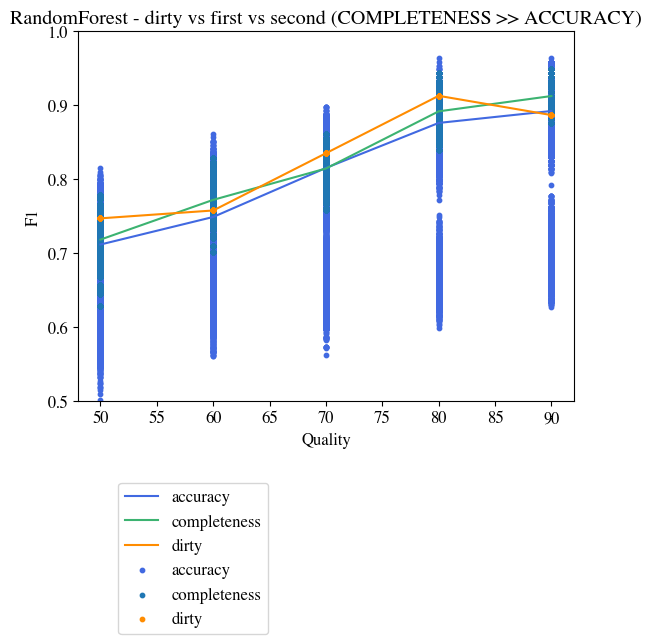 RandomForest - dirty vs first vs second (COMPLETENESS >> ACCURACY)
1.0
0.9
0.8
0.7
0.6
0.5
F1
50 55 60 65 70 75 80 85 90
Quality
accuracy
completeness
dirty
accuracy
completeness
dirty